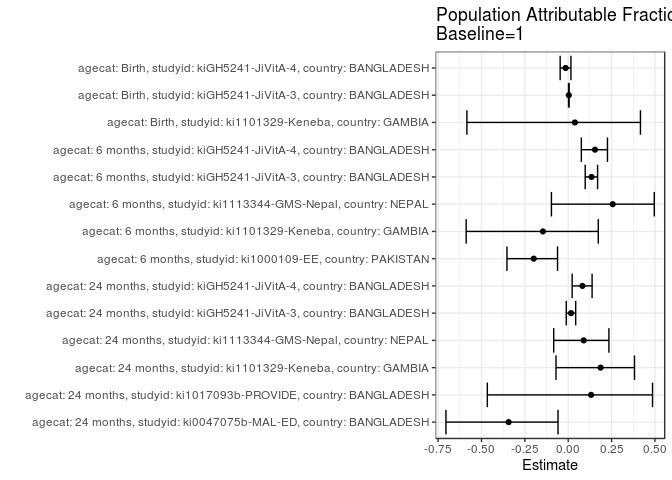 Population Attributable Fractic
Baseline=1
agecat: Birth, studyid: kiGH5241-JiVitA-4, country: BANGLADESH
agecat: Birth, studyid: kiGH5241-JiVitA-3, country: BANGLADESH
agecat: Birth, studyid: ki1101329-Keneba, country: GAMBIA
agecat: 6 months, studyid: kiGH5241-JiVitA-4, country: BANGLADESH
agecat: 6 months, studyid: kiGH5241-JiVitA-3, country: BANGLADESH
agecat: 6 months, studyid: ki1113344-GMS-Nepal, country: NEPAL
agecat: 6 months, studyid: ki1101329-Keneba, country: GAMBIA
agecat: 6 months, studyid: ki1000109-EE, country: PAKISTAN
agecat: 24 months, studyid: kiGH5241-JiVitA-4, country: BANGLADESH
agecat: 24 months, studyid: kiGH5241-JiVitA-3, country: BANGLADESH
agecat: 24 months, studyid: ki1113344-GMS-Nepal, country: NEPAL
agecat: 24 months, studyid: ki1101329-Keneba, country: GAMBIA
agecat: 24 months, studyid: ki1017093b-PROVIDE, country: BANGLADESH
agecat: 24 months, studyid: ki0047075b-MAL-ED, country: BANGLADESH
-0.75 -0.50 -0.25 0.00 0.25 0.50
Estimate